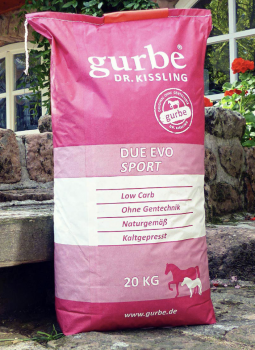 gurbe®
DR. KISSLING
gurbe
DUE EVO
SPORT
Low Carb
Ohne Gentechnik
Naturgemäß
Kaltgepresst
20 KG
www.gurbe.de